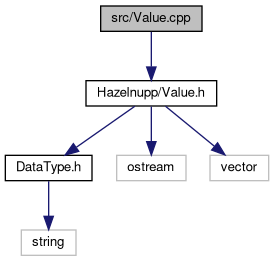 src/Value.cpp
Hazelnupp/Value.h
DataType.h
ostream
vector
string